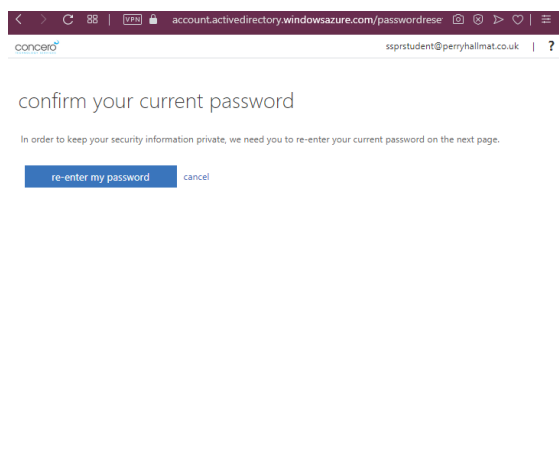 VPN account.activedirectory.windowsazure.com/passwordreser
concero
ssprstudent@perryhallmat.co.uk | ?
confirm your current password
In order to keep your security information private, we need you to re-enter your current password on the next page.
re-enter my password cancel